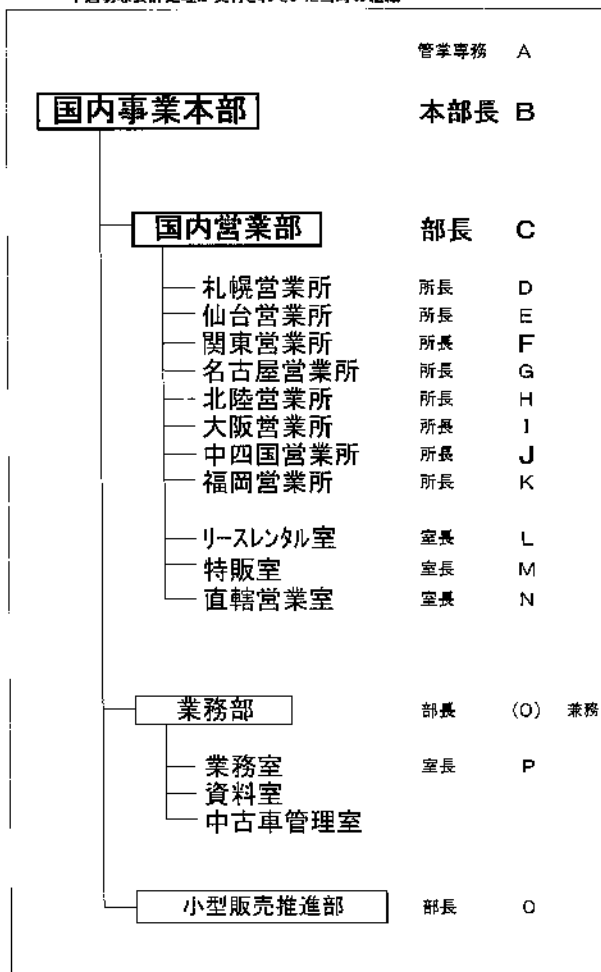 管掌専務 A
国内事業本部 本部長 B
国内営業部 部長 C
札幌営業所 所長 D
仙台営業所 所長 E
関東営業所 所長 F
名古屋営業所 所長 G
北陸営業所 所長 H
大阪営業所 所長 I
中四国営業所 所長 J
福岡営業所 所長 K
リースレンタル室 室長 L
特販室 室長 M
直轄営業室 室長 N
業務部 部長 (O) 兼務
業務室 室長 P
資料室
中古車管理室
小型販売推進部 部長 O